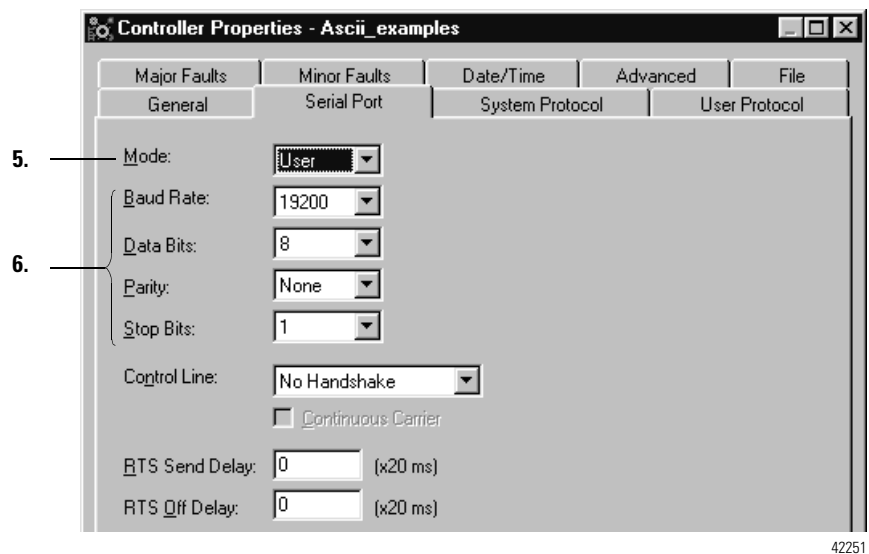 Controller Properties - Ascii_examples
Major Faults Minor Faults Date/Time Advanced File
General Serial Port System Protocol User Protocol
5. Mode: User
Baud Rate: 19200
Data Bits: 8
6.
Parity: None
Stop Bits: 1
Control Line: No Handshake
Continuous Carrier
RTS Send Delay: 0 (x20 ms)
RTS Off Delay: 0 (x20 ms)
42251